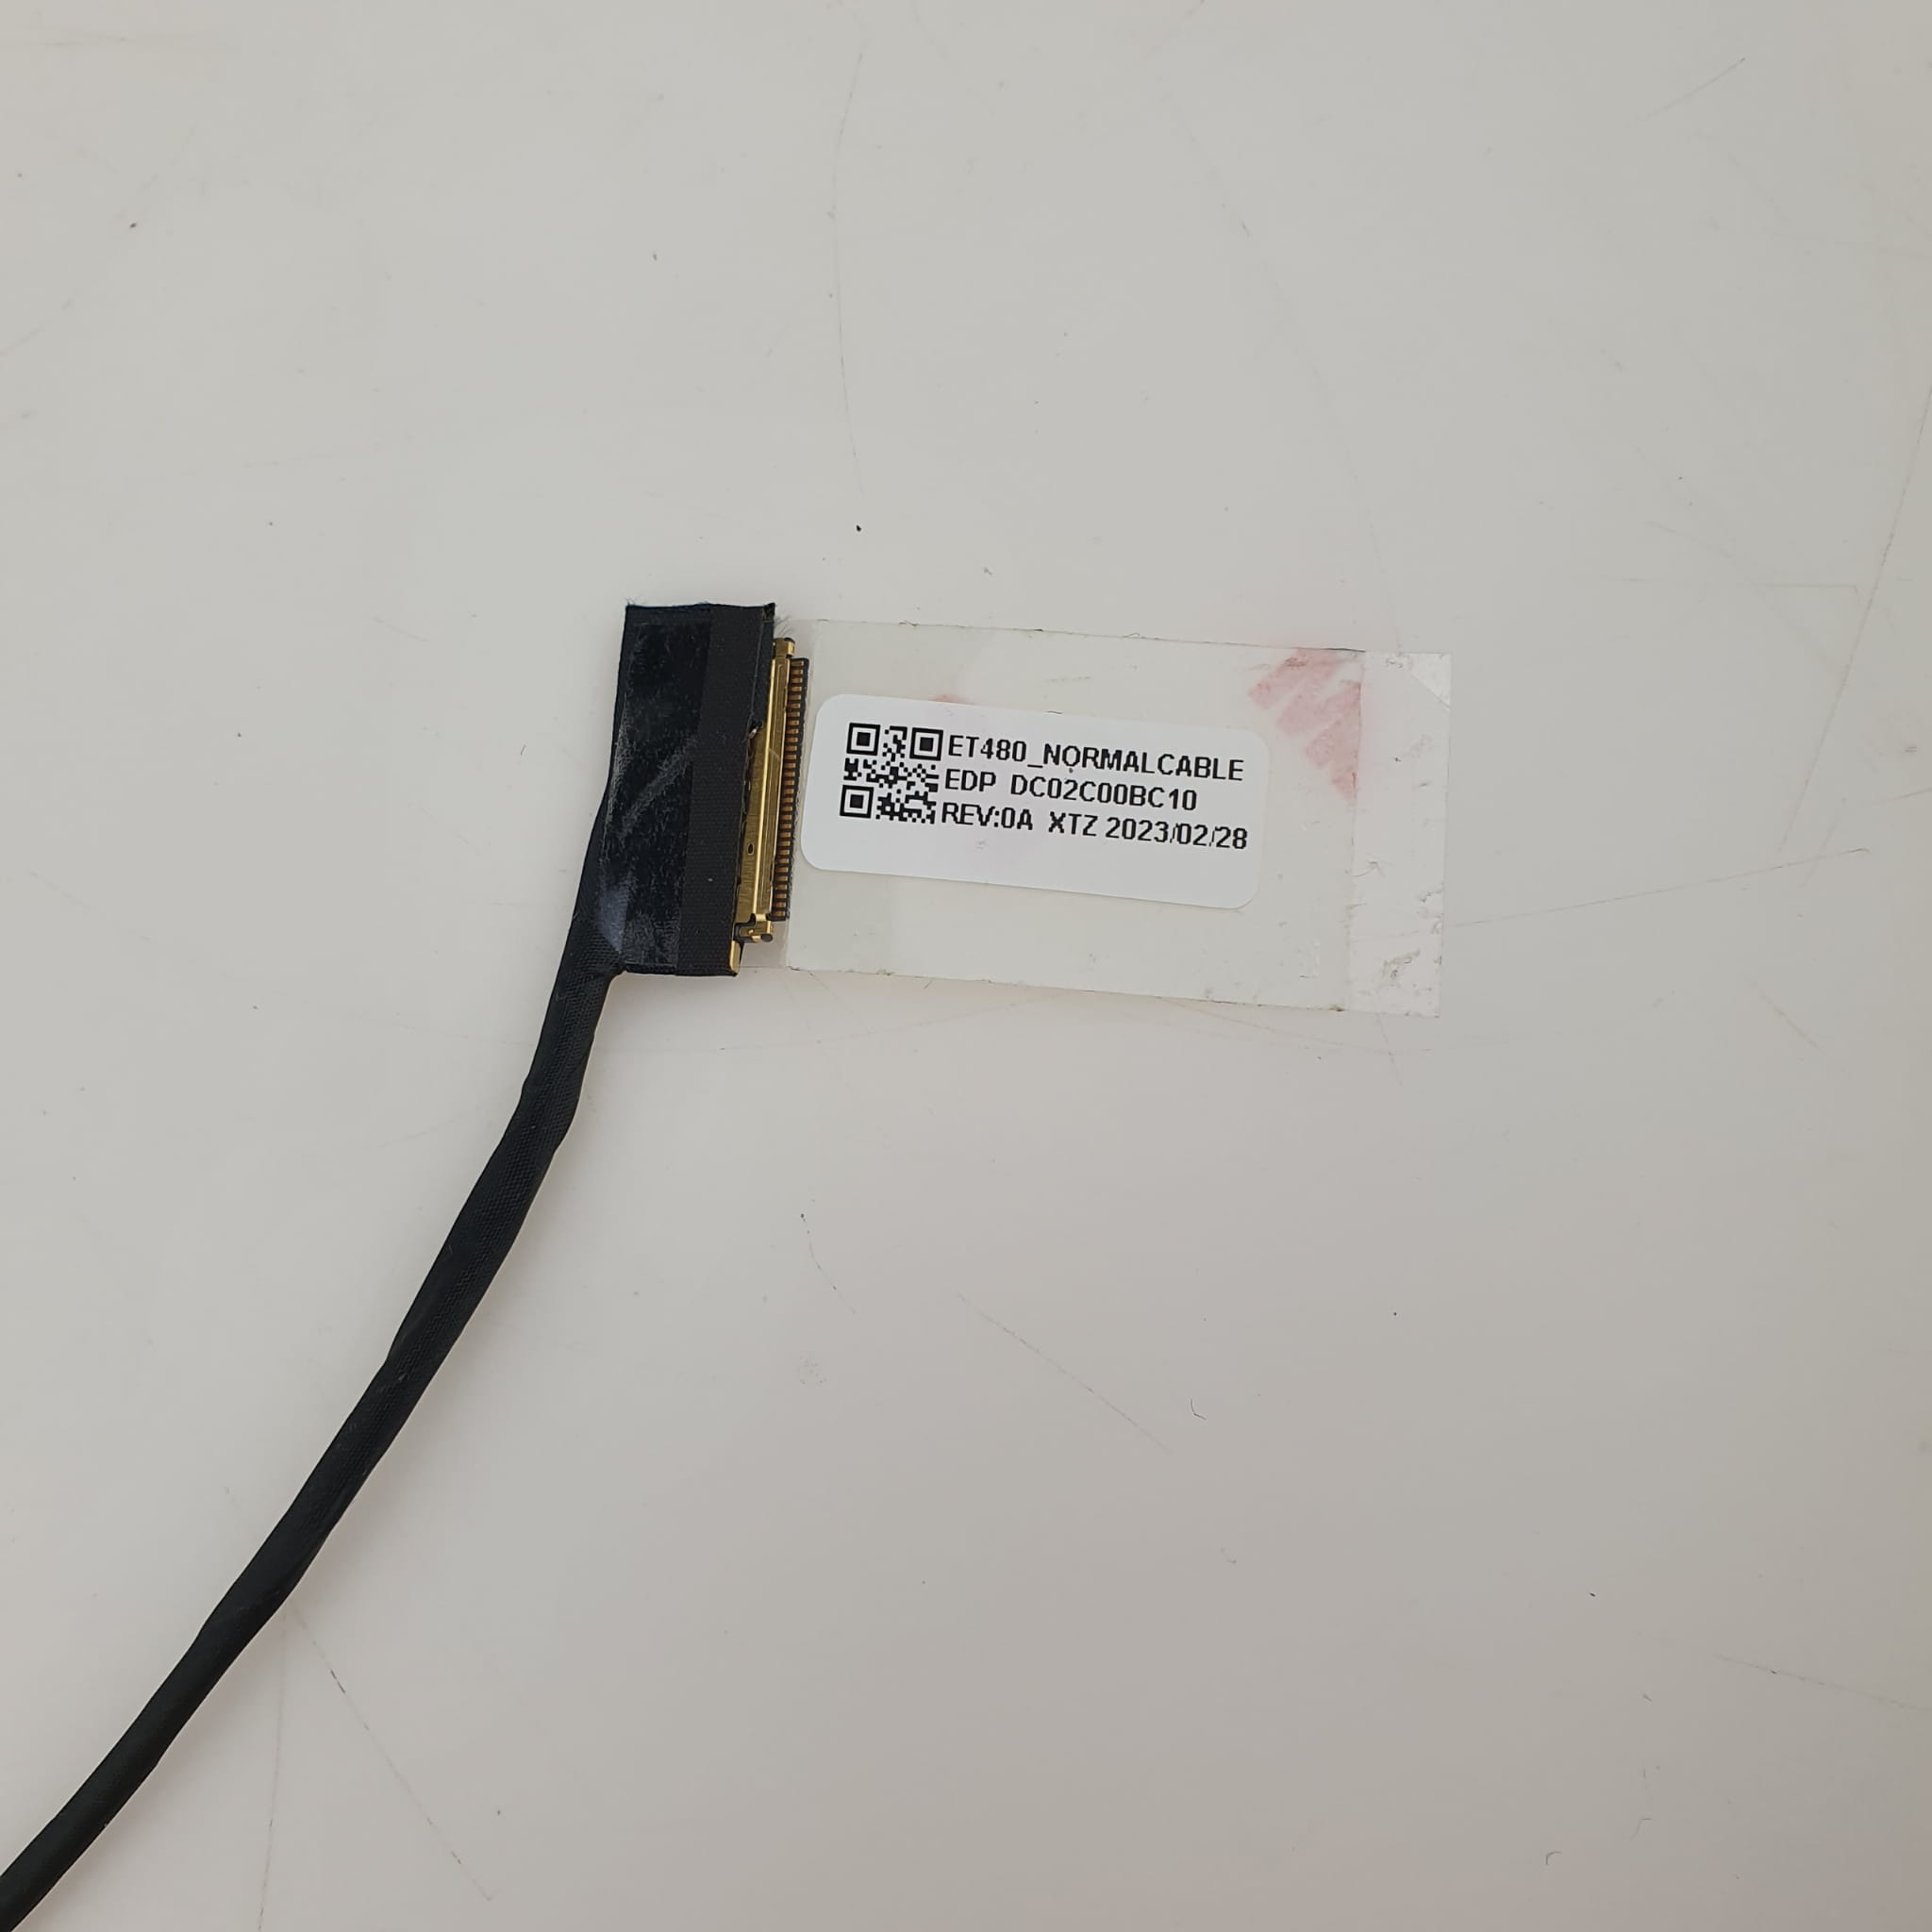 ET480_NORMALCABLE
EDP DC02C00BC10
REV:0A XTZ 2023/02/28